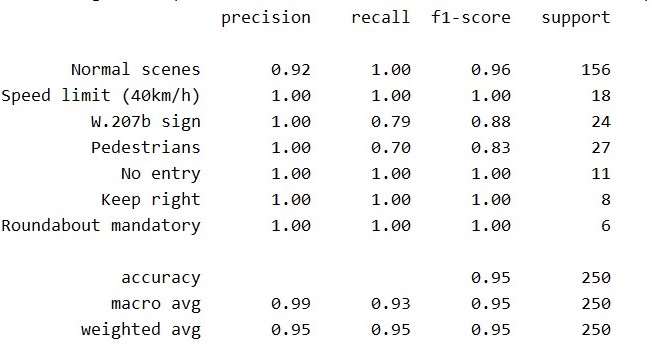 precision recall f1-score support
Normal scenes 0.92 1.00 0.96 156
Speed limit (40km/h) 1.00 1.00 1.00 18
W.207b sign 1.00 0.79 0.88 24
Pedestrians 1.00 0.70 0.83 27
No entry 1.00 1.00 1.00 11
Keep right 1.00 1.00 1.00 8
Roundabout mandatory 1.00 1.00 1.00 6
accuracy 0.95 250
macro avg 0.99 0.93 0.95 250
weighted avg 0.95 0.95 0.95 250